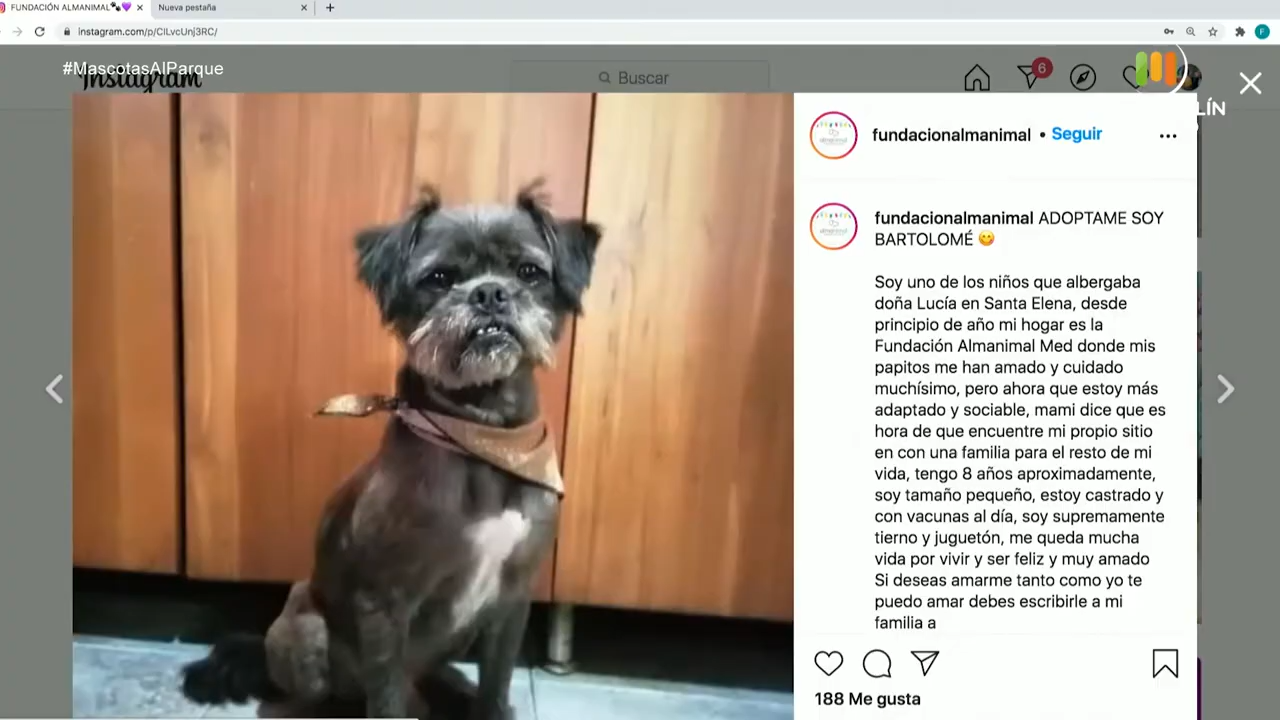 FUNDACIÓN ALMANIMAL🐾💜
Nueva pestaña
instagram.com/p/CILvcUnj3RC/
#MascotasAlParque
Instagram
Buscar
6
LÍN
fundacionalmanimal • Seguir
fundacionalmanimal ADOPTAME SOY
BARTOLOMÉ 😋
Soy uno de los niños que albergaba
doña Lucía en Santa Elena, desde
principio de año mi hogar es la
Fundación Almanimal Med donde mis
papitos me han amado y cuidado
muchísimo, pero ahora que estoy más
adaptado y sociable, mami dice que es
hora de que encuentre mi propio sitio
en con una familia para el resto de mi
vida, tengo 8 años aproximadamente,
soy tamaño pequeño, estoy castrado y
con vacunas al día, soy supremamente
tierno y juguetón, me queda mucha
vida por vivir y ser feliz y muy amado
Si deseas amarme tanto como yo te
puedo amar debes escribirle a mi
familia a
188 Me gusta